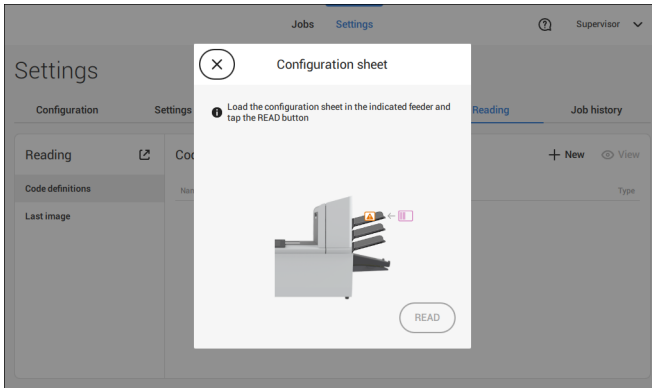 Jobs
Settings
Supervisor
Settings
Configuration sheet
Configuration
Settings
Reading
Job history
Load the configuration sheet in the indicated feeder and
tap the READ button
Reading
New
View
Code definitions
Type
Last image
READ